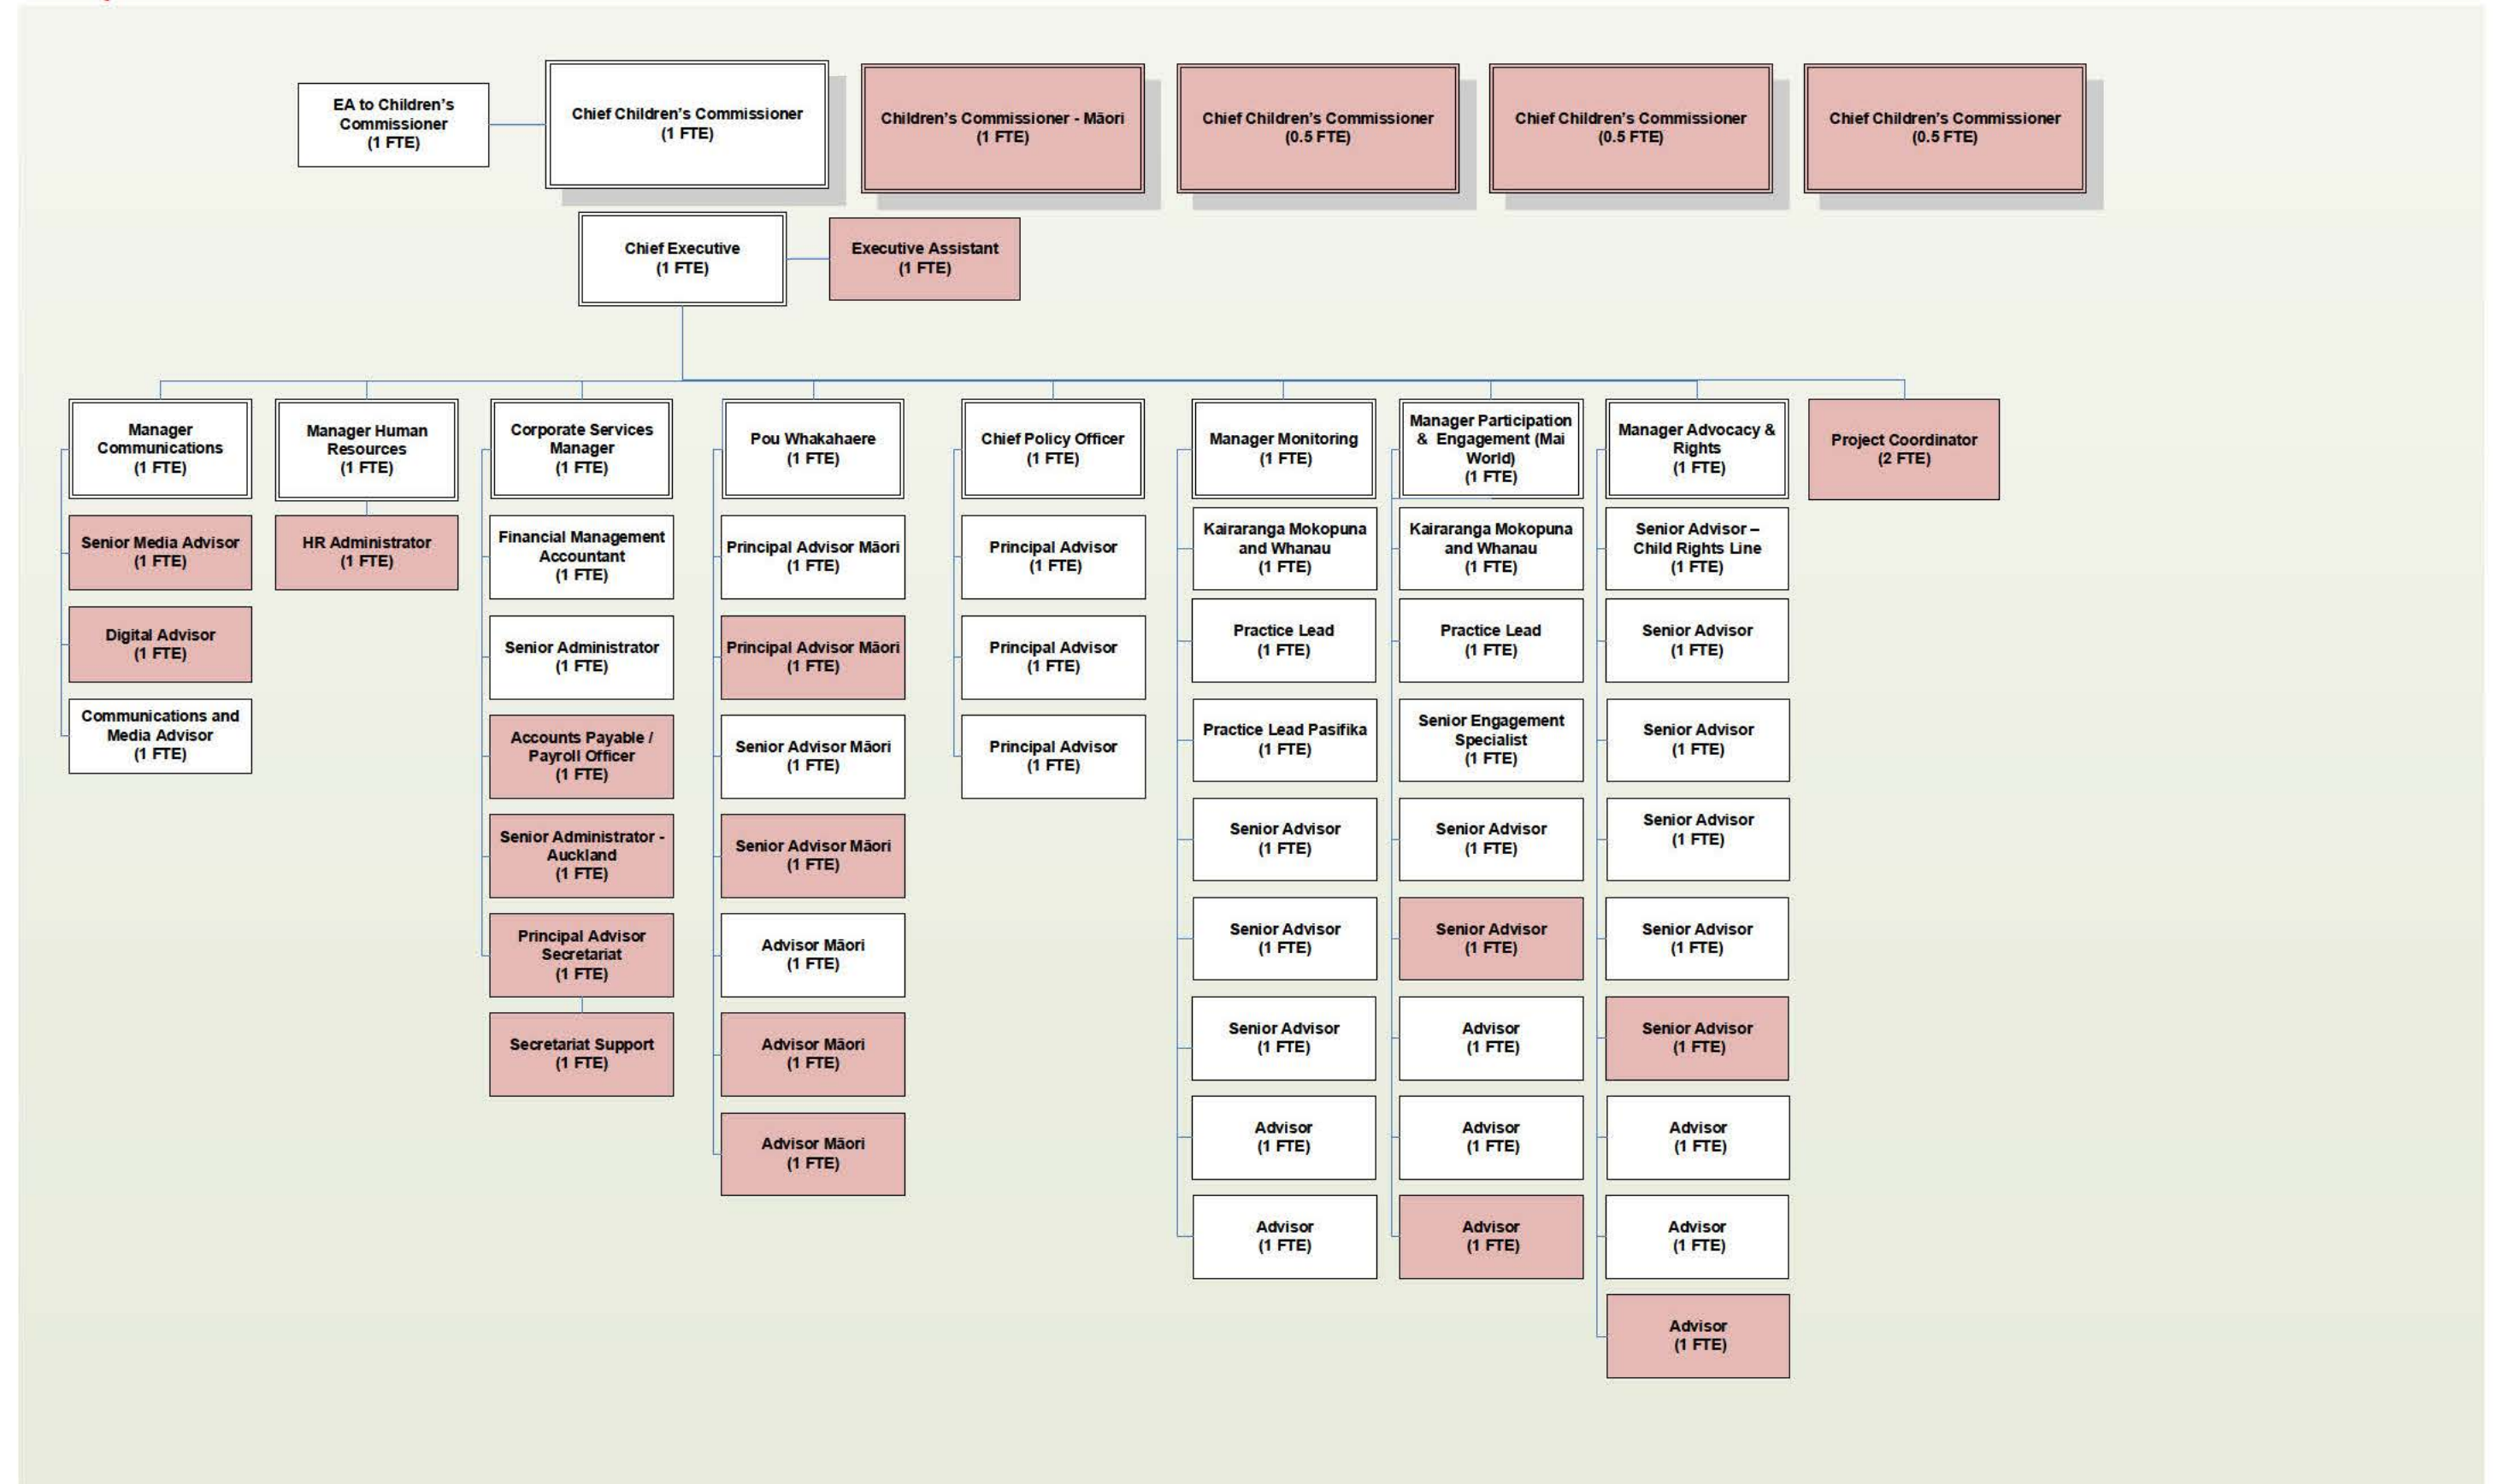 EA to Children's
Commissioner
(1 FTE)
Chief Children's Commissioner
(1 FTE)
Children's Commissioner - Māori
(1 FTE)
Chief Children's Commissioner
(0.5 FTE)
Chief Children's Commissioner
(0.5 FTE)
Chief Children's Commissioner
(0.5 FTE)
Chief Executive
(1 FTE)
Executive Assistant
(1 FTE)
Manager
Communications
(1 FTE)
Senior Media Advisor
(1 FTE)
Digital Advisor
(1 FTE)
Communications and
Media Advisor
(1 FTE)
Manager Human
Resources
(1 FTE)
HR Administrator
(1 FTE)
Corporate Services
Manager
(1 FTE)
Financial Management
Accountant
(1 FTE)
Senior Administrator
(1 FTE)
Accounts Payable /
Payroll Officer
(1 FTE)
Senior Administrator -
Auckland
(1 FTE)
Principal Advisor
Secretariat
(1 FTE)
Secretariat Support
(1 FTE)
Pou Whakahaere
(1 FTE)
Principal Advisor Māori
(1 FTE)
Principal Advisor Māori
(1 FTE)
Senior Advisor Māori
(1 FTE)
Senior Advisor Māori
(1 FTE)
Advisor Māori
(1 FTE)
Advisor Māori
(1 FTE)
Advisor Māori
(1 FTE)
Chief Policy Officer
(1 FTE)
Principal Advisor
(1 FTE)
Principal Advisor
(1 FTE)
Principal Advisor
(1 FTE)
Manager Monitoring
(1 FTE)
Kairaranga Mokopuna
and Whanau
(1 FTE)
Practice Lead
(1 FTE)
Practice Lead Pasifika
(1 FTE)
Senior Advisor
(1 FTE)
Senior Advisor
(1 FTE)
Senior Advisor
(1 FTE)
Advisor
(1 FTE)
Advisor
(1 FTE)
Manager Participation
& Engagement (Mai
World)
(1 FTE)
Kairaranga Mokopuna
and Whanau
(1 FTE)
Practice Lead
(1 FTE)
Senior Engagement
Specialist
(1 FTE)
Senior Advisor
(1 FTE)
Senior Advisor
(1 FTE)
Advisor
(1 FTE)
Advisor
(1 FTE)
Advisor
(1 FTE)
Manager Advocacy &
Rights
(1 FTE)
Senior Advisor –
Child Rights Line
(1 FTE)
Senior Advisor
(1 FTE)
Senior Advisor
(1 FTE)
Senior Advisor
(1 FTE)
Senior Advisor
(1 FTE)
Senior Advisor
(1 FTE)
Advisor
(1 FTE)
Advisor
(1 FTE)
Advisor
(1 FTE)
Project Coordinator
(2 FTE)